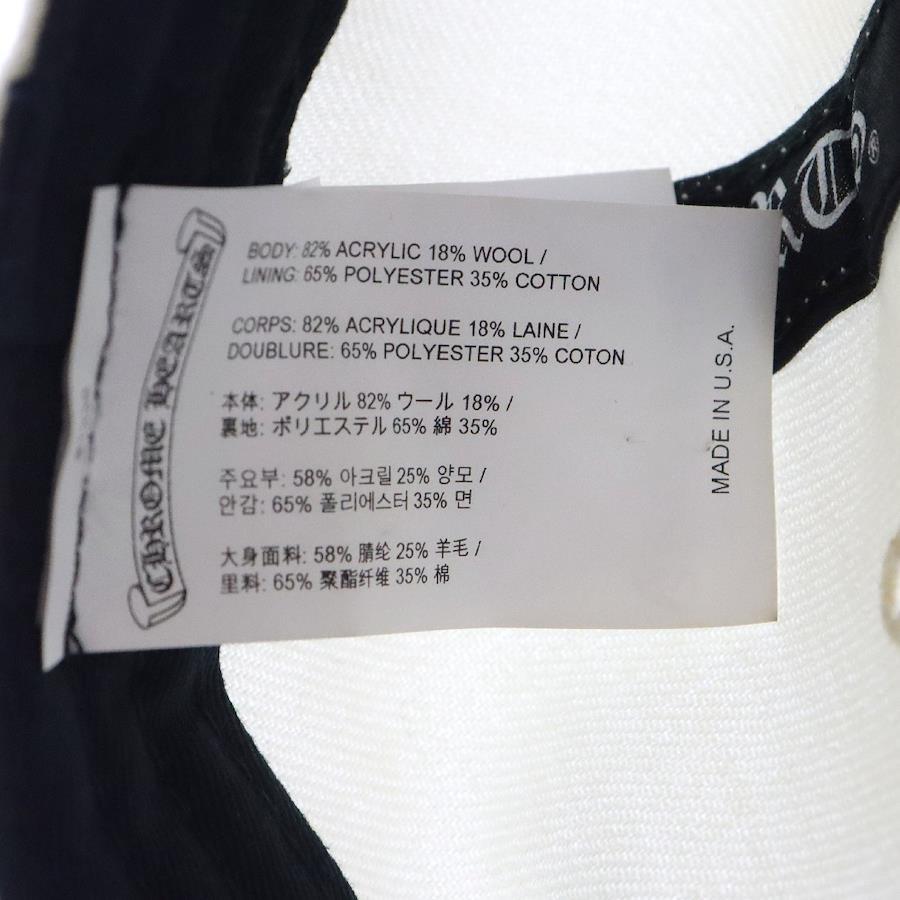 CHROME HEARTS
BODY: 82% ACRYLIC 18% WOOL /
LINING: 65% POLYESTER 35% COTTON
CORPS: 82% ACRYLIQUE 18% LAINE /
DOUBLURE: 65% POLYESTER 35% COTON
本体: アクリル 82% ウール 18% /
裏地: ポリエステル 65% 綿 35%
주요부: 58% 아크릴 25% 양모 /
안감: 65% 폴리에스터 35% 면
大身面料: 58% 腈纶 25% 羊毛 /
里料: 65% 聚酯纤维 35% 棉
MADE IN U.S.A.